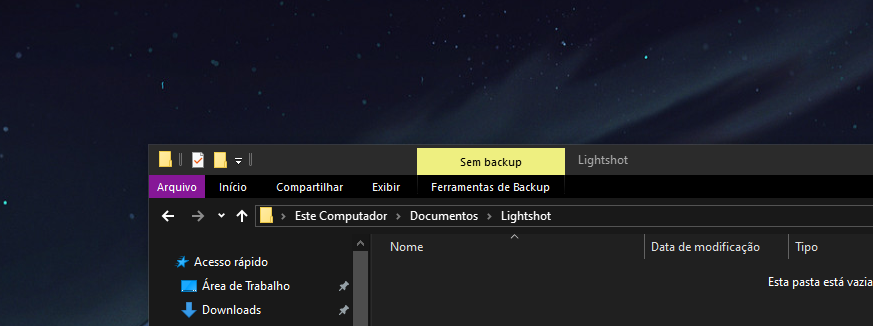 Sem backup Lightshot
Arquivo Início Compartilhar Exibir Ferramentas de Backup
Este Computador Documentos Lightshot
Nome Data de modificação Tipo
Acesso rápido
Esta pasta está vazia
Área de Trabalho
Downloads